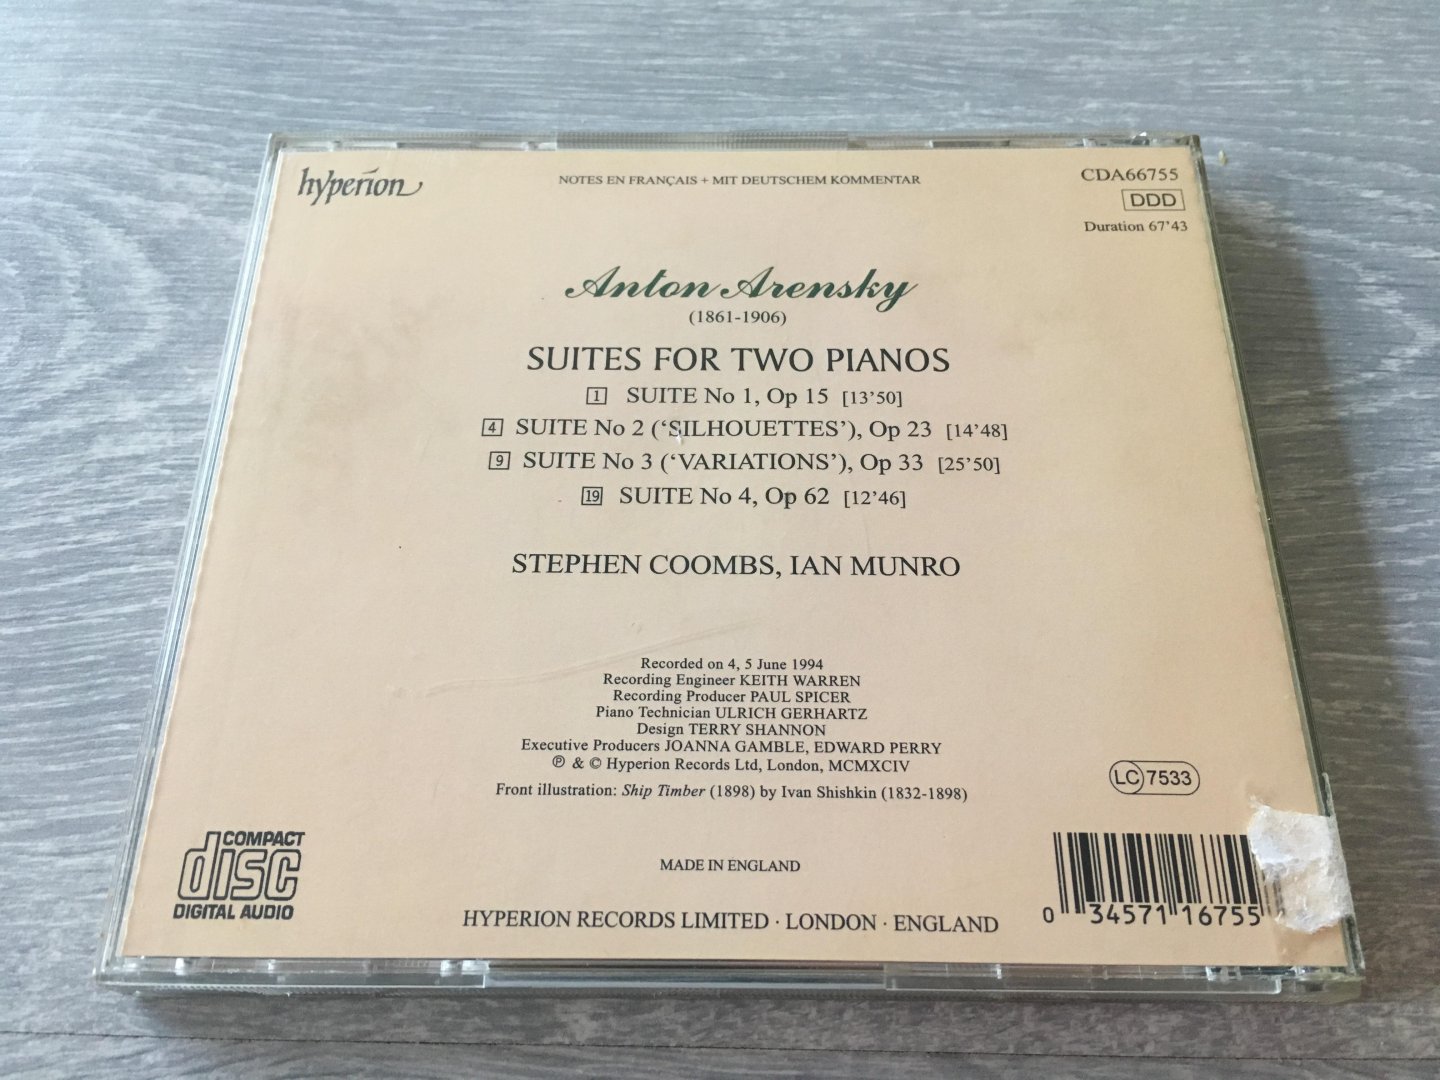 hyperion
NOTES EN FRANÇAIS + MIT DEUTSCHEM KOMMENTAR
CDA66755
DDD
Duration 67'43
Anton Arensky
(1861-1906)
SUITES FOR TWO PIANOS
1 SUITE No 1, Op 15 [13'50]
4 SUITE No 2 (‘SILHOUETTES’), Op 23 [14'48]
9 SUITE No 3 (‘VARIATIONS’), Op 33 [25'50]
19 SUITE No 4, Op 62 [12'46]
STEPHEN COOMBS, IAN MUNRO
Recorded on 4, 5 June 1994
Recording Engineer KEITH WARREN
Recording Producer PAUL SPICER
Piano Technician ULRICH GERHARTZ
Design TERRY SHANNON
Executive Producers JOANNA GAMBLE, EDWARD PERRY
℗ & © Hyperion Records Ltd, London, MCMXCIV
Front illustration: Ship Timber (1898) by Ivan Shishkin (1832-1898)
LC 7533
COMPACT
disc
DIGITAL AUDIO
MADE IN ENGLAND
HYPERION RECORDS LIMITED · LONDON · ENGLAND
0 34571 16755